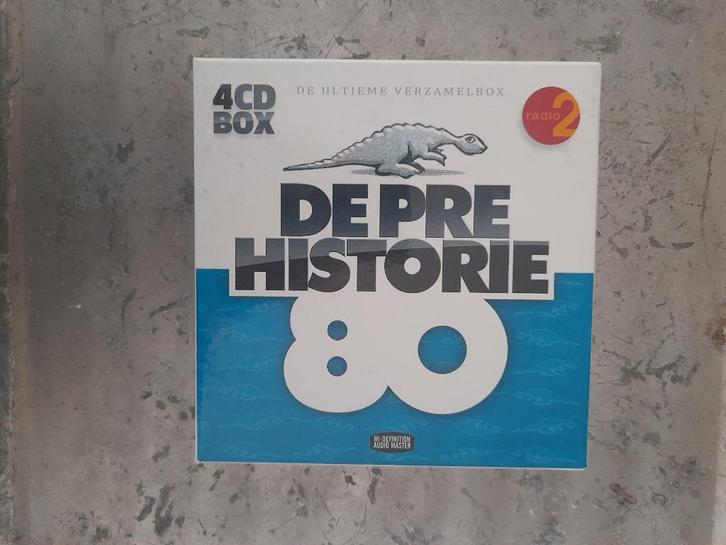 4CD
BOX
DE ULTIEME VERZAMELBOX
radio 2
DE PRE
HISTORIE
80
HI-DEFINITION
AUDIO MASTER